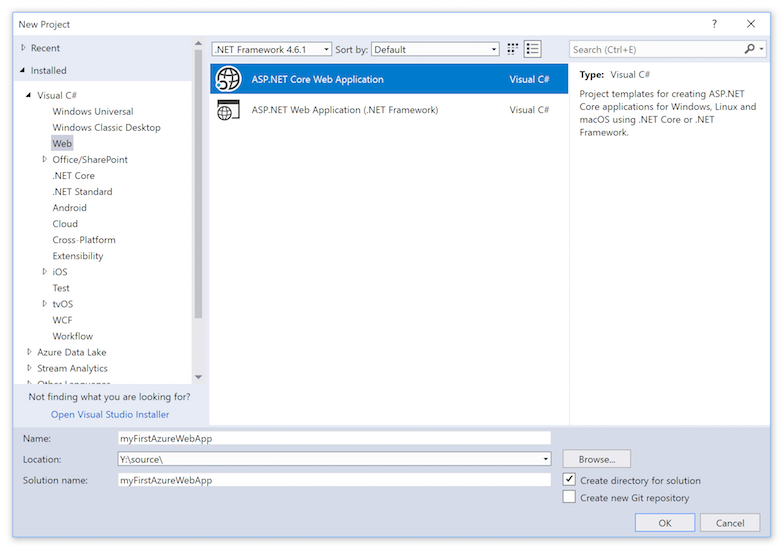 New Project
?
Recent
.NET Framework 4.6.1
Sort by:
Default
Search (Ctrl+E)
Installed
Visual C#
Windows Universal
Windows Classic Desktop
Web
Office/SharePoint
.NET Core
.NET Standard
Android
Cloud
Cross-Platform
Extensibility
iOS
Test
tvOS
WCF
Workflow
Azure Data Lake
Stream Analytics
Other Languages
Not finding what you are looking for?
Open Visual Studio Installer
ASP.NET Core Web Application Visual C#
ASP.NET Web Application (.NET Framework) Visual C#
Type: Visual C#
Project templates for creating ASP.NET
Core applications for Windows, Linux and
macOS using .NET Core or .NET
Framework.
Name: myFirstAzureWebApp
Location: Y:\source\
Browse...
Solution name: myFirstAzureWebApp
Create directory for solution
Create new Git repository
OK
Cancel